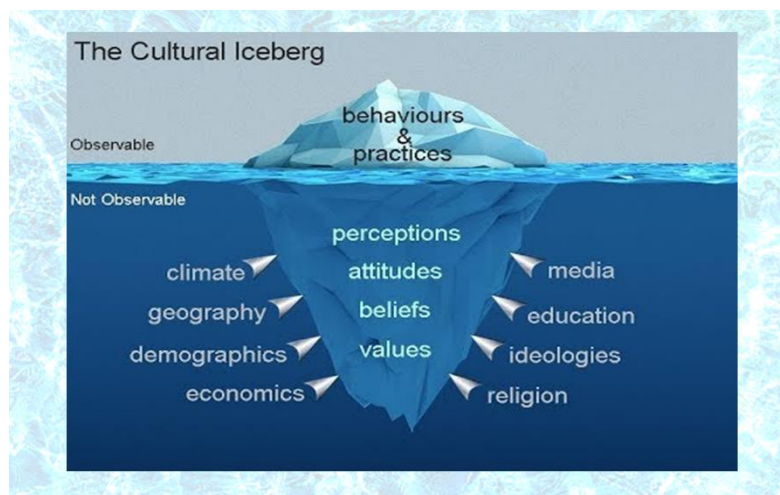 The Cultural Iceberg
behaviours
&
practices
Observable
Not Observable
perceptions
attitudes
beliefs
values
climate
geography
demographics
economics
media
education
ideologies
religion